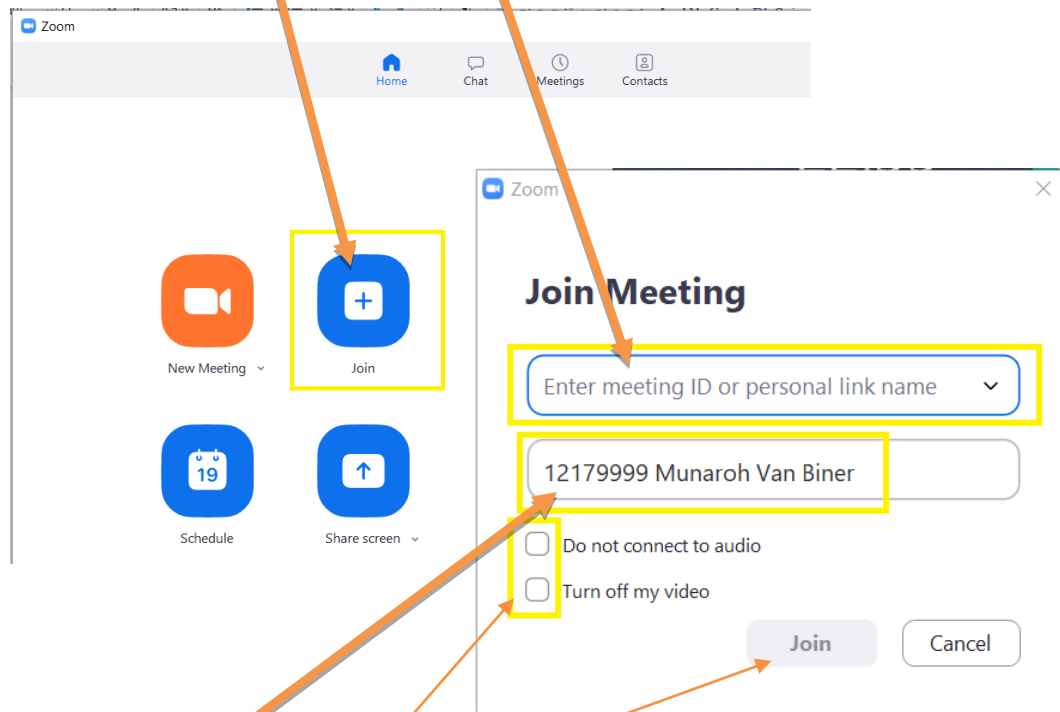 Zoom
Home
Chat
Meetings
Contacts
New Meeting
Join
19
Schedule
Share screen
Zoom
Join Meeting
Enter meeting ID or personal link name
12179999 Munaroh Van Biner
Do not connect to audio
Turn off my video
Join
Cancel